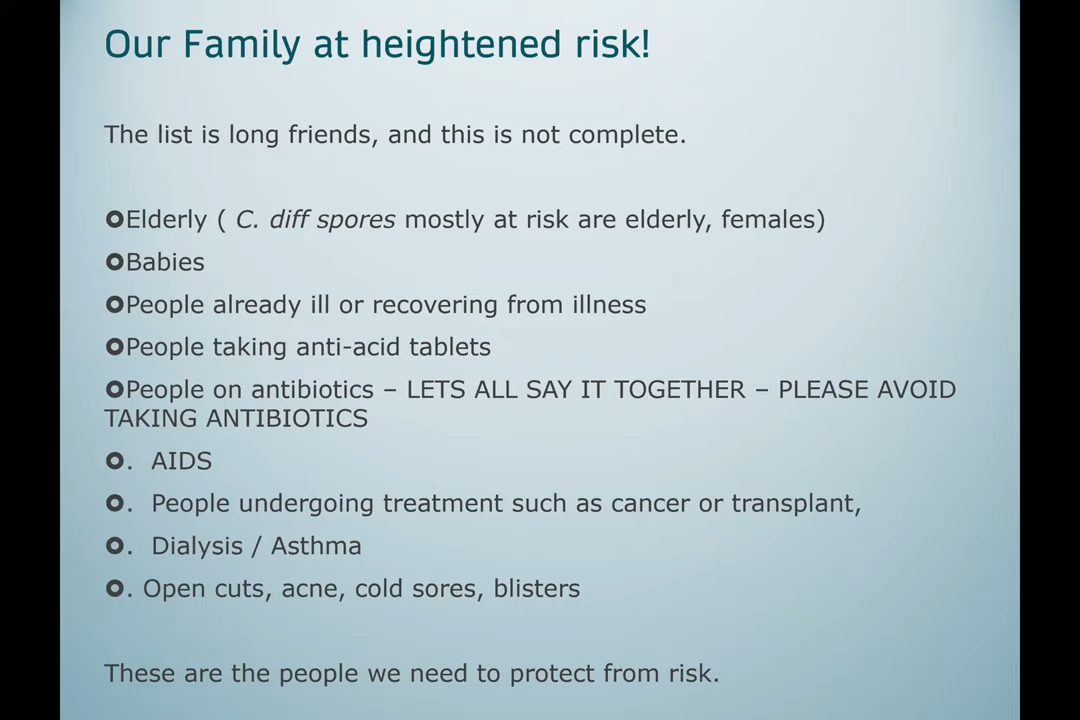 Our Family at heightened risk!
The list is long friends, and this is not complete.
Elderly ( C. diff spores mostly at risk are elderly, females)
Babies
People already ill or recovering from illness
People taking anti-acid tablets
People on antibiotics – LETS ALL SAY IT TOGETHER – PLEASE AVOID
TAKING ANTIBIOTICS
. AIDS
. People undergoing treatment such as cancer or transplant,
. Dialysis / Asthma
. Open cuts, acne, cold sores, blisters
These are the people we need to protect from risk.